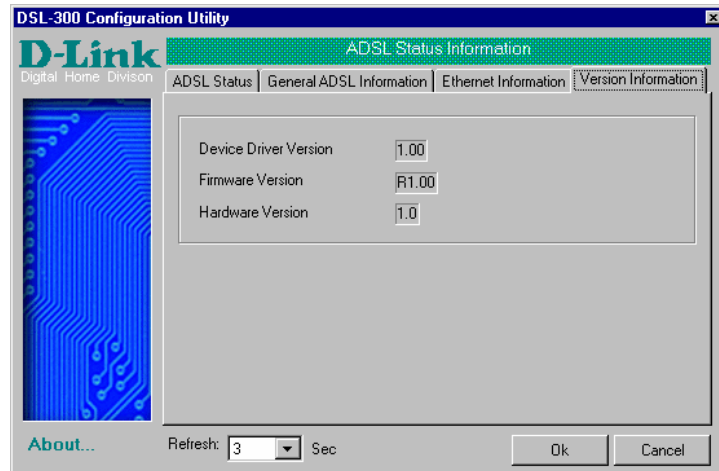 DSL-300 Configuration Utility
D-Link
Digital Home Divison
ADSL Status Information
ADSL Status
General ADSL Information
Ethernet Information
Version Information
Device Driver Version 1.00
Firmware Version R1.00
Hardware Version 1.0
About...
Refresh: 3 Sec
Ok
Cancel